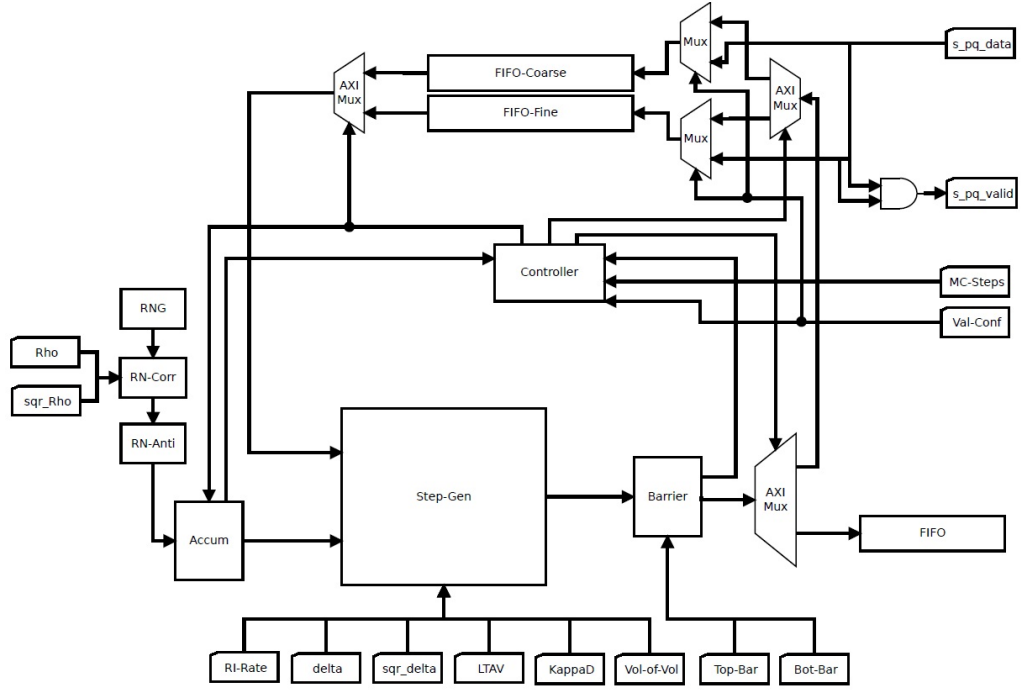 Mux
s_pq_data
FIFO-Coarse
AXI
Mux
AXI
Mux
FIFO-Fine
Mux
s_pq_valid
Controller
MC-Steps
RNG
Val-Conf
Rho
RN-Corr
sqr_Rho
RN-Anti
Step-Gen
Barrier
AXI
Mux
Accum
FIFO
RI-Rate
delta
sqr_delta
LTAV
KappaD
Vol-of-Vol
Top-Bar
Bot-Bar